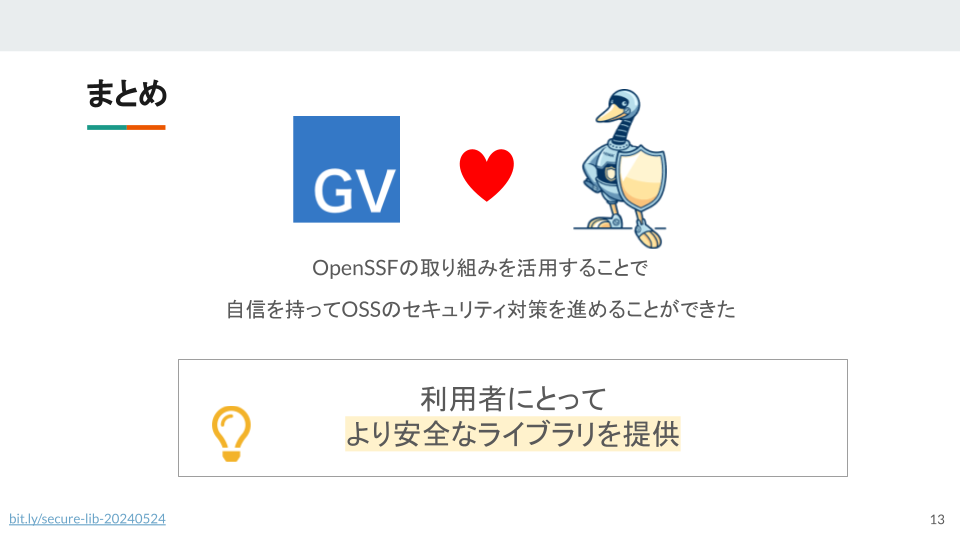 まとめ
GV
OpenSSFの取り組みを活用することで
自信を持ってOSSのセキュリティ対策を進めることができた
利用者にとって
より安全なライブラリを提供
bit.ly/secure-lib-20240524
13